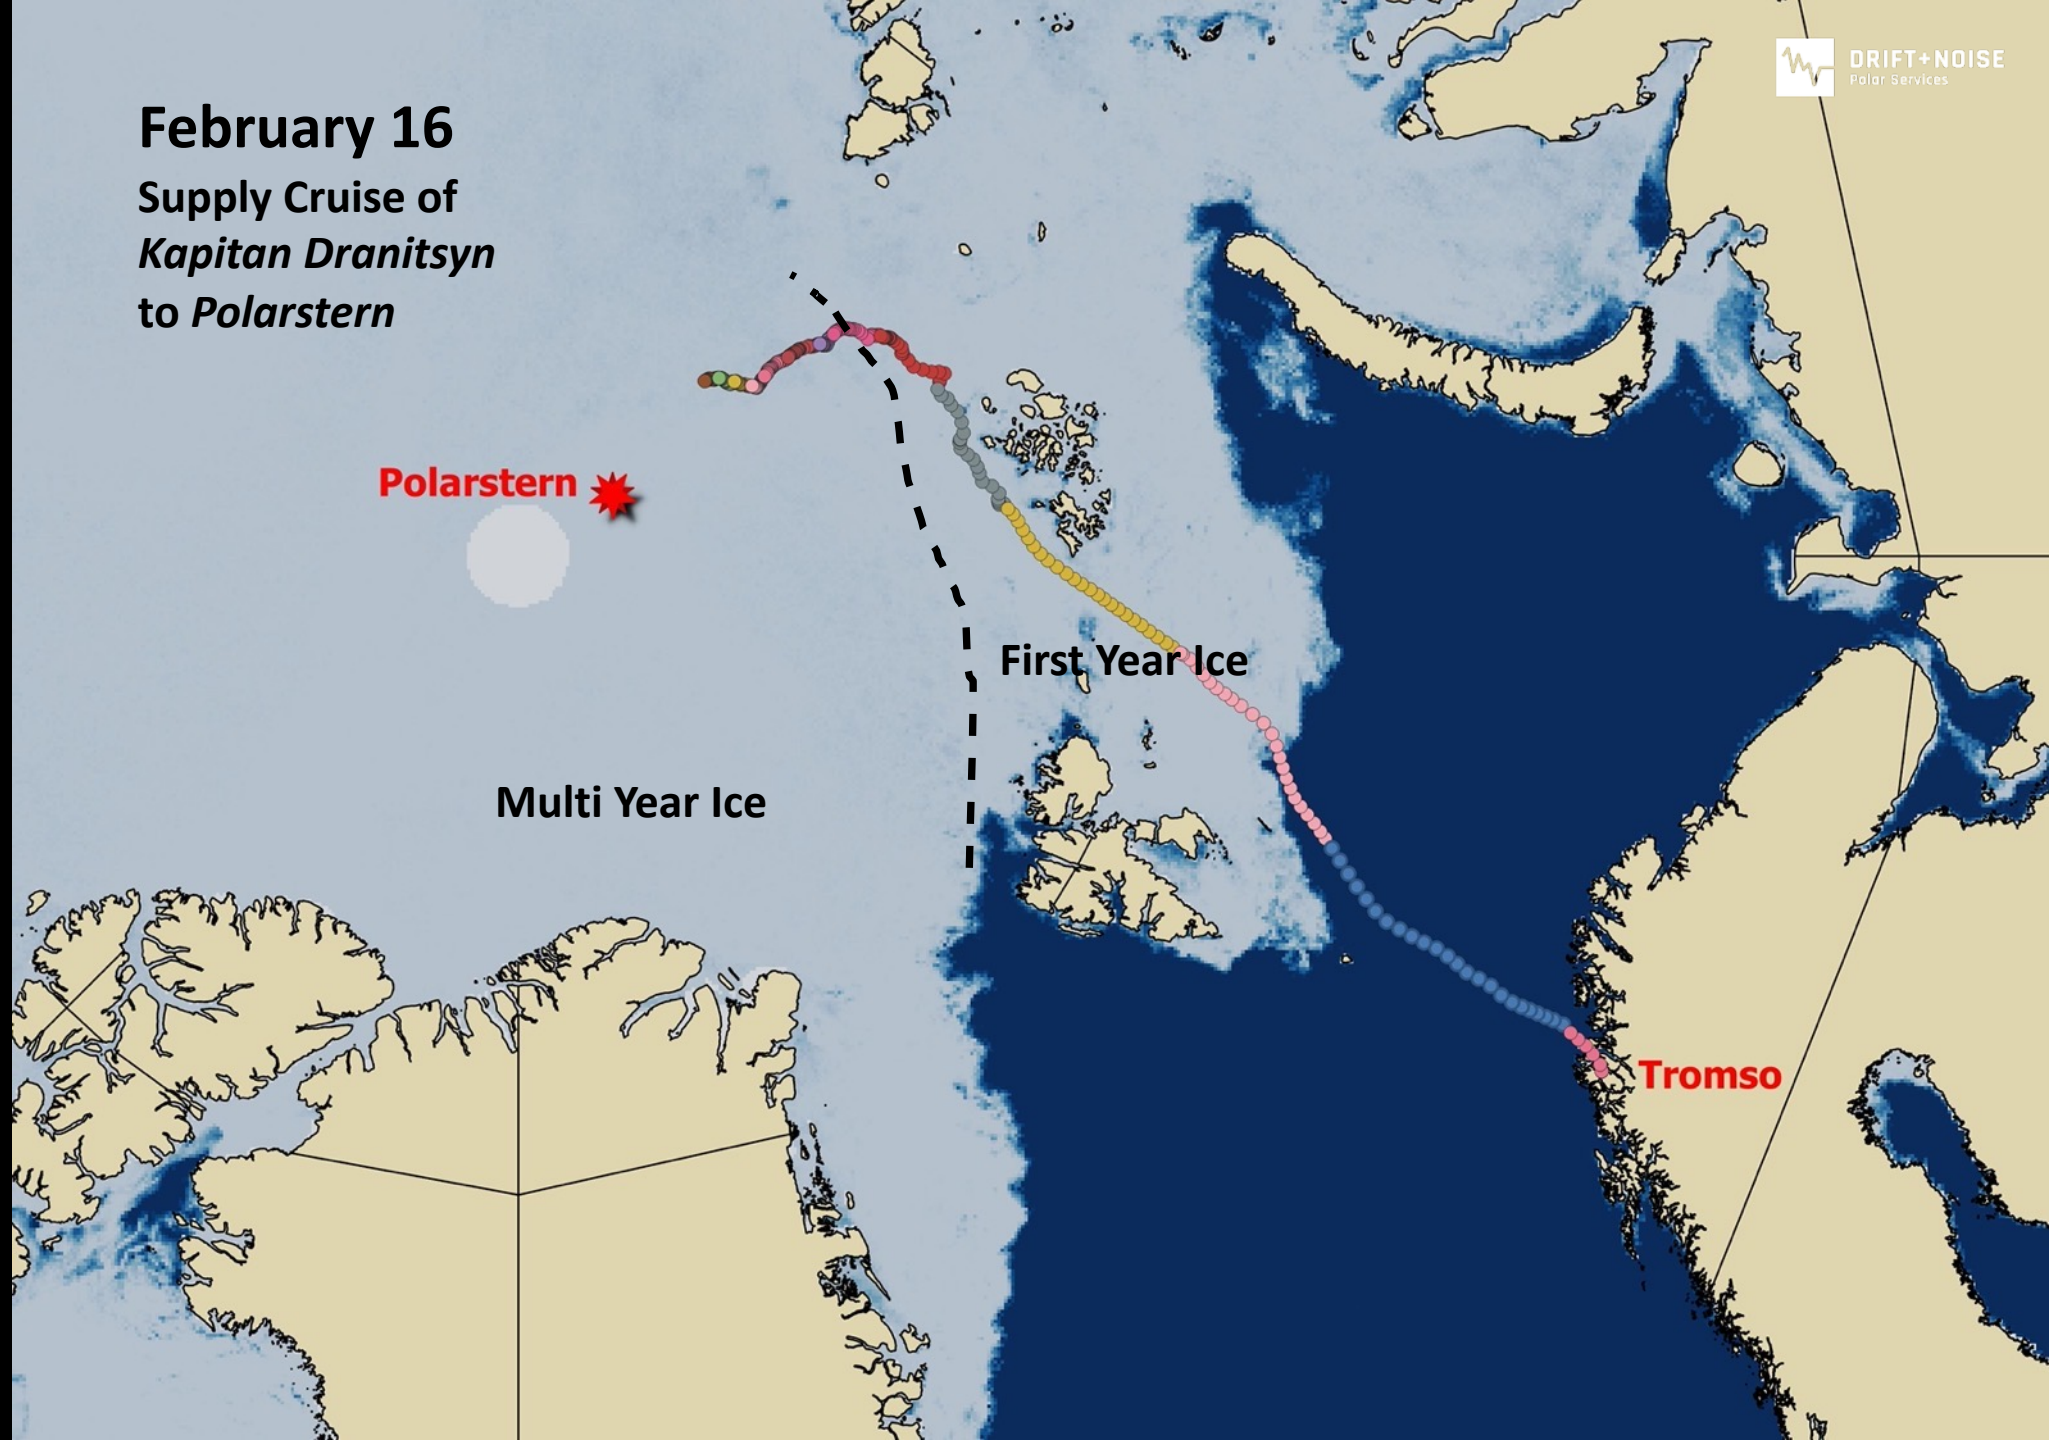 DRIFT+NOISE
Polar Services
February 16
Supply Cruise of
Kapitan Dranitsyn
to Polarstern
Polarstern
First Year Ice
Multi Year Ice
Tromso